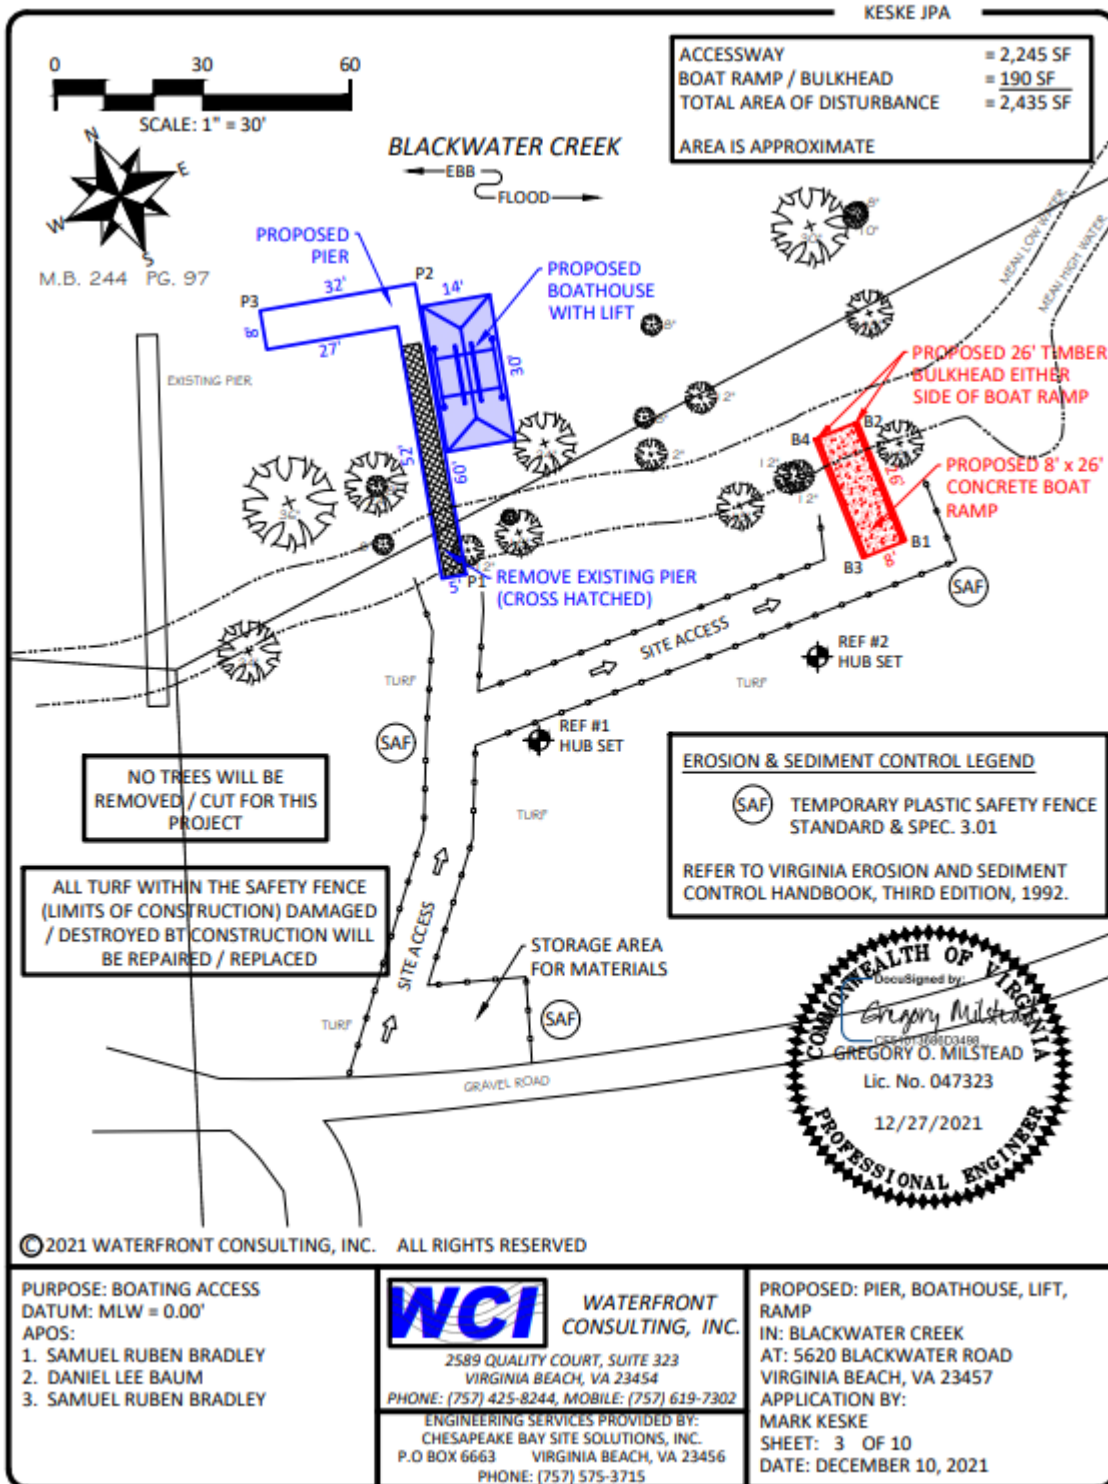 KESKE JPA
0 30 60
SCALE: 1" = 30'
N
E
W
S
M.B. 244 PG. 97
ACCESSWAY = 2,245 SF
BOAT RAMP / BULKHEAD = 190 SF
TOTAL AREA OF DISTURBANCE = 2,435 SF
AREA IS APPROXIMATE
BLACKWATER CREEK
EBB
FLOOD
MEAN LOW WATER
MEAN HIGH WATER
PROPOSED
PIER
P2
P3
32'
14'
8'
27'
30'
52'
60'
5'
P1
PROPOSED
BOATHOUSE
WITH LIFT
EXISTING PIER
REMOVE EXISTING PIER
(CROSS HATCHED)
PROPOSED 26' TIMBER
BULKHEAD EITHER
SIDE OF BOAT RAMP
B4
B2
26'
PROPOSED 8' x 26'
CONCRETE BOAT
RAMP
B1
B3
8'
12"
12"
8"
10"
SAF
SITE ACCESS
REF #2
HUB SET
TURF
TURF
SAF
REF #1
HUB SET
TURF
NO TREES WILL BE
REMOVED / CUT FOR THIS
PROJECT
ALL TURF WITHIN THE SAFETY FENCE
(LIMITS OF CONSTRUCTION) DAMAGED
/ DESTROYED BT CONSTRUCTION WILL
BE REPAIRED / REPLACED
SITE ACCESS
STORAGE AREA
FOR MATERIALS
SAF
TURF
GRAVEL ROAD
EROSION & SEDIMENT CONTROL LEGEND
SAF TEMPORARY PLASTIC SAFETY FENCE
STANDARD & SPEC. 3.01
REFER TO VIRGINIA EROSION AND SEDIMENT
CONTROL HANDBOOK, THIRD EDITION, 1992.
COMMONWEALTH OF VIRGINIA
DocuSigned by:
Gregory Milstead
GREGORY O. MILSTEAD
Lic. No. 047323
12/27/2021
PROFESSIONAL ENGINEER
© 2021 WATERFRONT CONSULTING, INC. ALL RIGHTS RESERVED
PURPOSE: BOATING ACCESS
DATUM: MLW = 0.00'
APOS:
1. SAMUEL RUBEN BRADLEY
2. DANIEL LEE BAUM
3. SAMUEL RUBEN BRADLEY
WCI
WATERFRONT
CONSULTING, INC.
2589 QUALITY COURT, SUITE 323
VIRGINIA BEACH, VA 23454
PHONE: (757) 425-8244, MOBILE: (757) 619-7302
ENGINEERING SERVICES PROVIDED BY:
CHESAPEAKE BAY SITE SOLUTIONS, INC.
P.O BOX 6663 VIRGINIA BEACH, VA 23456
PHONE: (757) 575-3715
PROPOSED: PIER, BOATHOUSE, LIFT,
RAMP
IN: BLACKWATER CREEK
AT: 5620 BLACKWATER ROAD
VIRGINIA BEACH, VA 23457
APPLICATION BY:
MARK KESKE
SHEET: 3 OF 10
DATE: DECEMBER 10, 2021